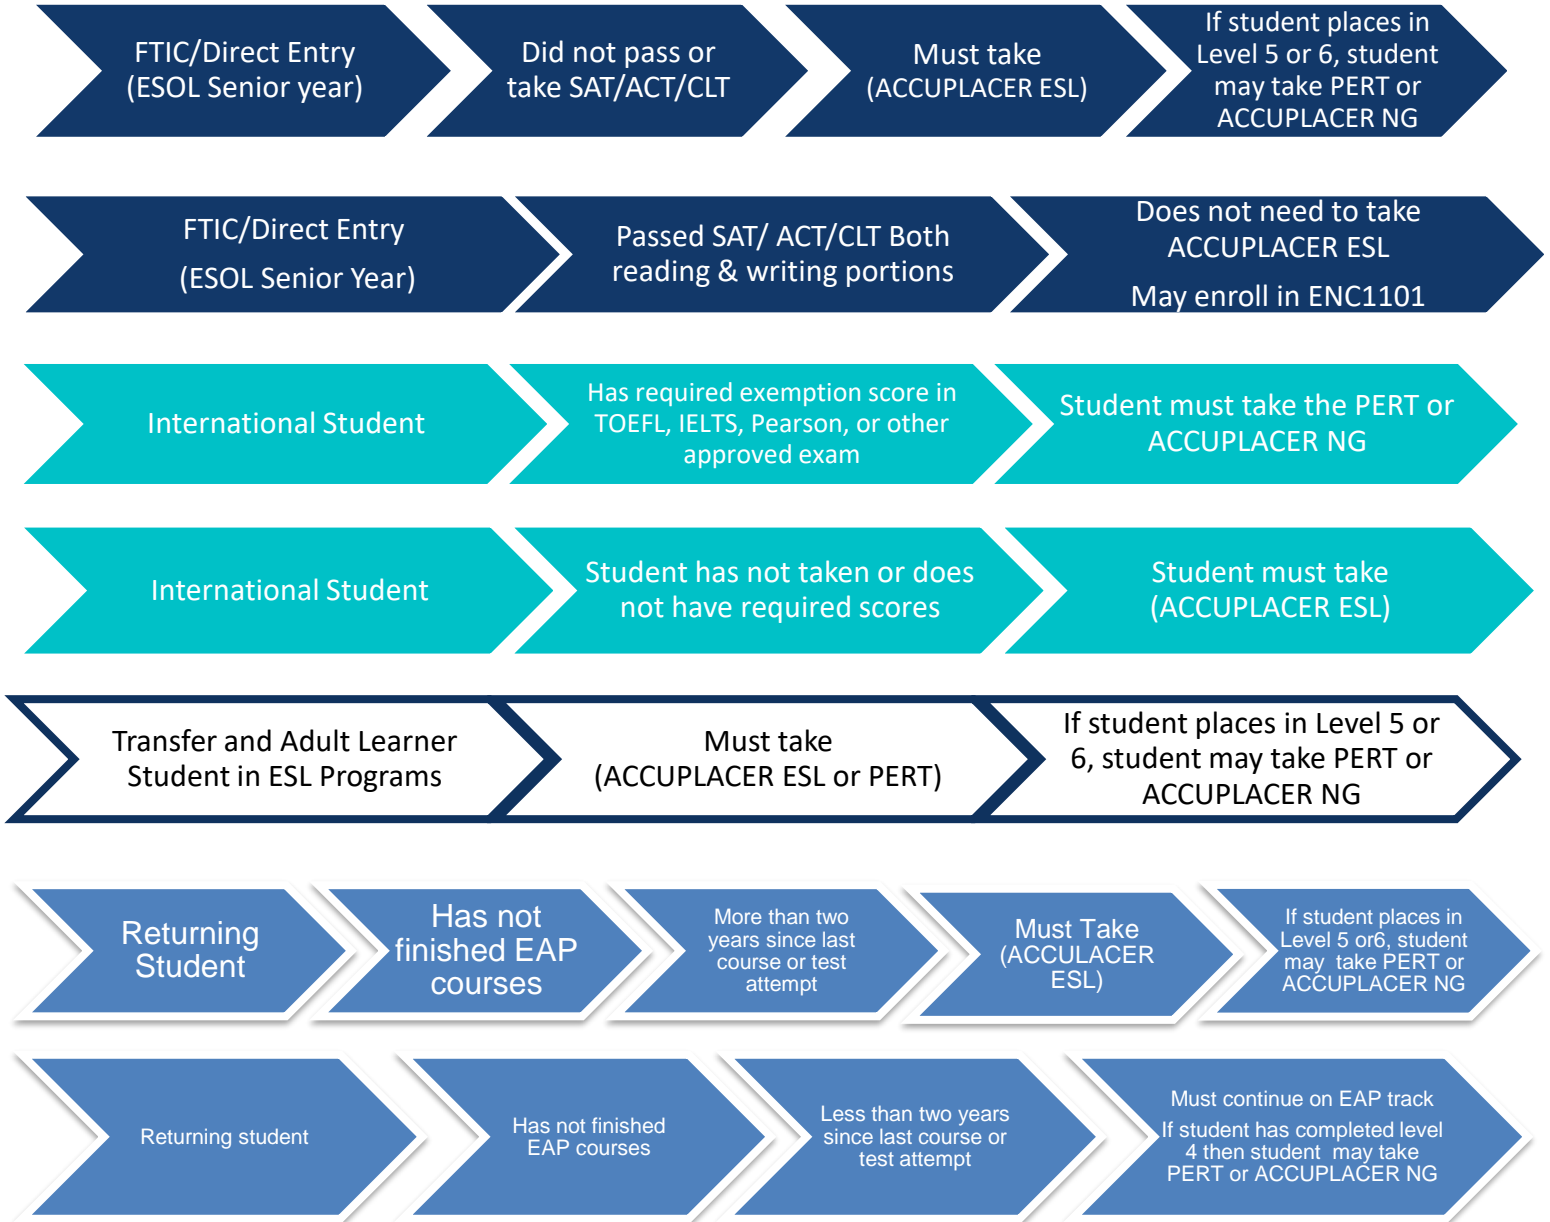 FTIC/Direct Entry
(ESOL Senior year)
Did not pass or
take SAT/ACT/CLT
Must take
(ACCUPLACER ESL)
If student places in
Level 5 or 6, student
may take PERT or
ACCUPLACER NG
FTIC/Direct Entry
(ESOL Senior Year)
Passed SAT/ ACT/CLT Both
reading & writing portions
Does not need to take
ACCUPLACER ESL
May enroll in ENC1101
International Student
Has required exemption score in
TOEFL, IELTS, Pearson, or other
approved exam
Student must take the PERT or
ACCUPLACER NG
International Student
Student has not taken or does
not have required scores
Student must take
(ACCUPLACER ESL)
Transfer and Adult Learner
Student in ESL Programs
Must take
(ACCUPLACER ESL or PERT)
If student places in Level 5 or
6, student may take PERT or
ACCUPLACER NG
Returning
Student
Has not
finished EAP
courses
More than two
years since last
course or test
attempt
Must Take
(ACCULACER
ESL)
If student places in
Level 5 or6, student
may take PERT or
ACCUPLACER NG
Returning student
Has not finished
EAP courses
Less than two years
since last course or
test attempt
Must continue on EAP track
If student has completed level
4 then student may take
PERT or ACCUPLACER NG